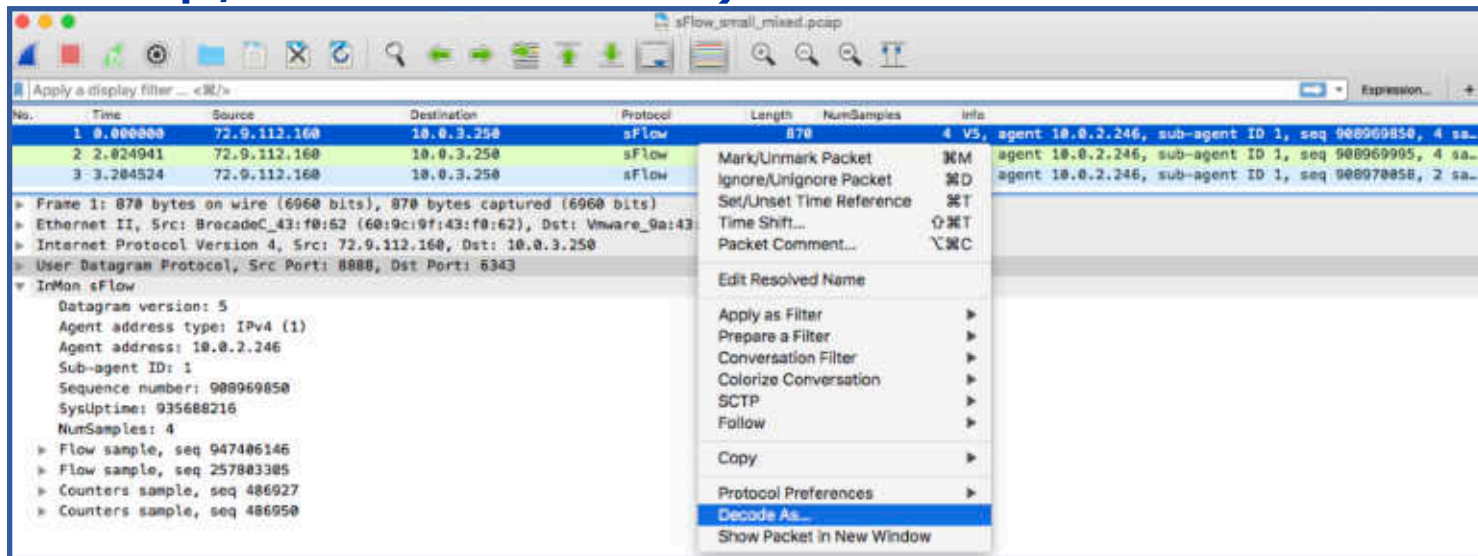 sFlow_small_mixed.pcap
Apply a display filter ... <⌘/>
Expression... +
No. Time Source Destination Protocol Length NumSamples Info
1 0.000000 72.9.112.160 10.0.3.250 sFlow 870 4 V5, agent 10.0.2.246, sub-agent ID 1, seq 908969850, 4 sa…
2 2.024941 72.9.112.160 10.0.3.250 sFlow agent 10.0.2.246, sub-agent ID 1, seq 908969995, 4 sa…
3 3.204524 72.9.112.160 10.0.3.250 sFlow agent 10.0.2.246, sub-agent ID 1, seq 908970058, 2 sa…
Frame 1: 870 bytes on wire (6960 bits), 870 bytes captured (6960 bits)
Ethernet II, Src: BrocadeC_43:f0:62 (60:9c:9f:43:f0:62), Dst: Vmware_9a:43
Internet Protocol Version 4, Src: 72.9.112.160, Dst: 10.0.3.250
User Datagram Protocol, Src Port: 8888, Dst Port: 6343
InMon sFlow
Datagram version: 5
Agent address type: IPv4 (1)
Agent address: 10.0.2.246
Sub-agent ID: 1
Sequence number: 908969850
SysUptime: 935688216
NumSamples: 4
Flow sample, seq 947406146
Flow sample, seq 257803305
Counters sample, seq 486927
Counters sample, seq 486950
Mark/Unmark Packet ⌘M
Ignore/Unignore Packet ⌘D
Set/Unset Time Reference ⌘T
Time Shift... ⇧⌘T
Packet Comment... ⌥⌘C
Edit Resolved Name
Apply as Filter
Prepare a Filter
Conversation Filter
Colorize Conversation
SCTP
Follow
Copy
Protocol Preferences
Decode As...
Show Packet in New Window